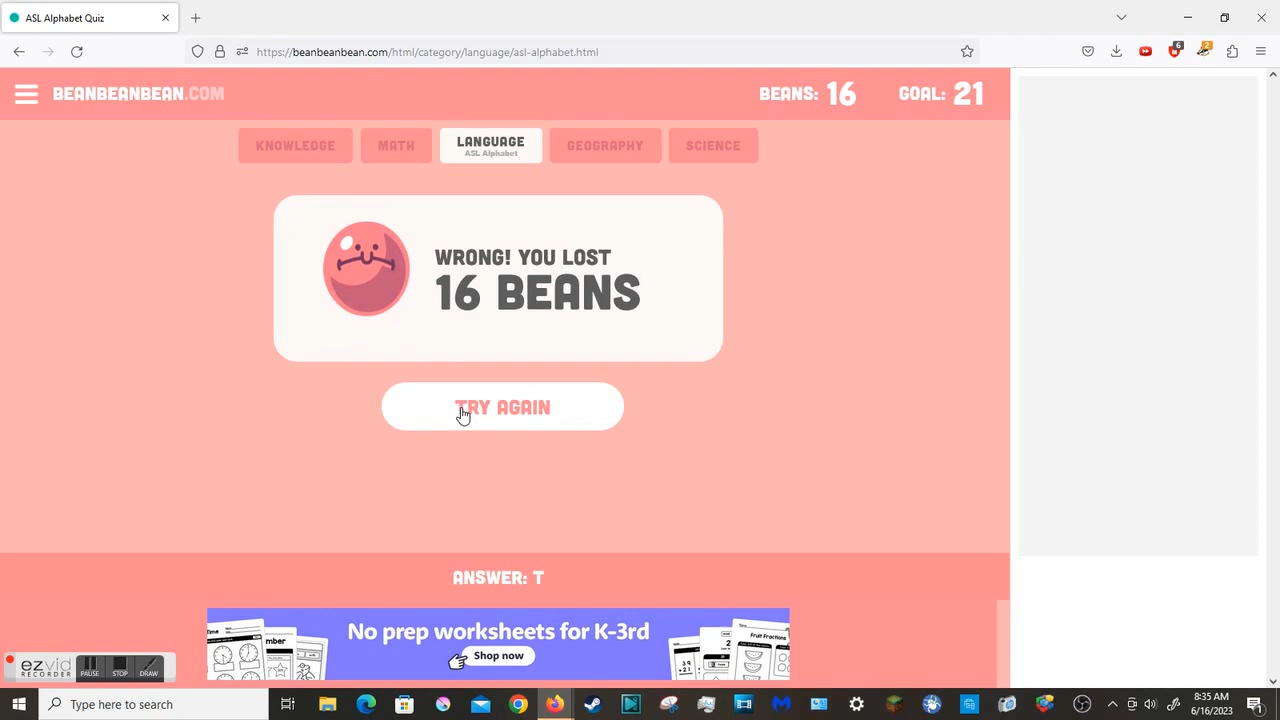 ASL Alphabet Quiz
https://beanbeanbean.com/html/category/language/asl-alphabet.html
6
2
BEANBEANBEAN.COM
BEANS: 16
GOAL: 21
KNOWLEDGE
MATH
LANGUAGE
ASL Alphabet
GEOGRAPHY
SCIENCE
WRONG! YOU LOST
16 BEANS
TRY AGAIN
ANSWER: T
No prep worksheets for K-3rd
Shop now
mber
Fruit Fractions
ezvid
RECORDER
PAUSE
STOP
DRAW
Type here to search
8:35 AM
6/16/2023